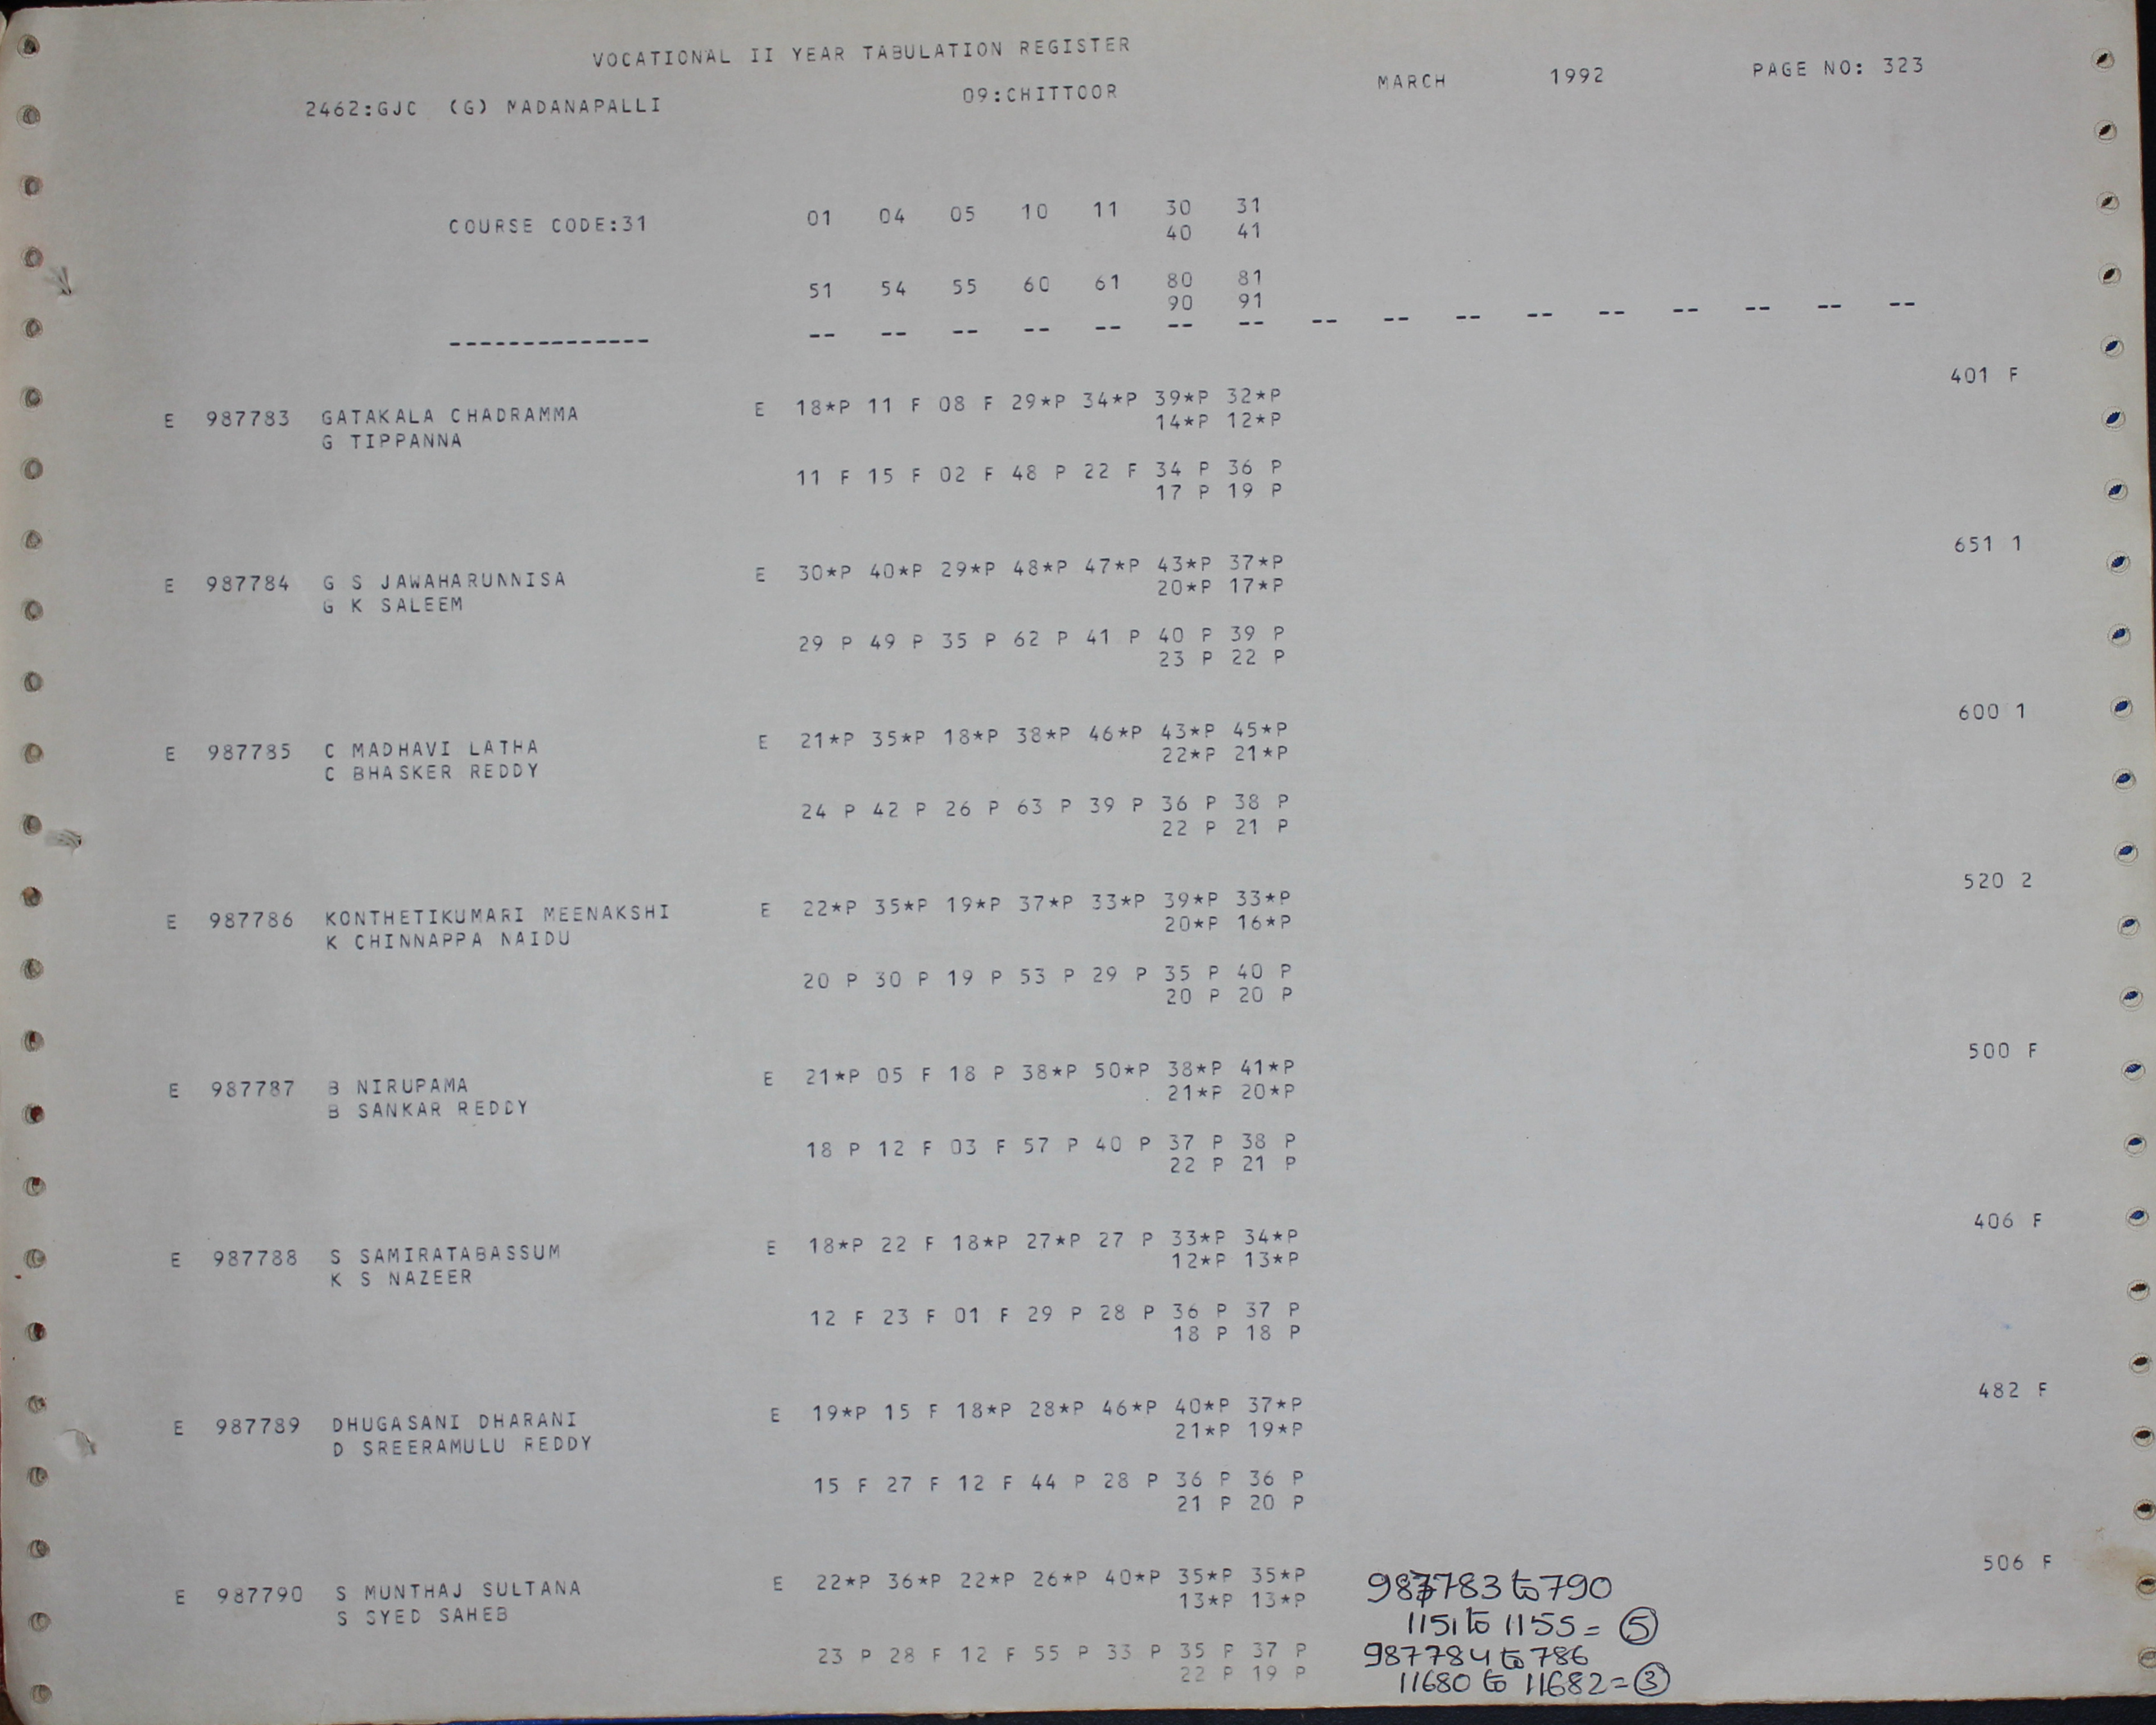 VOCATIONAL II YEAR TABULATION REGISTER
2462:GJC (G) MADANAPALLI 09:CHITTOOR MARCH 1992 PAGE NO: 323
COURSE CODE:31 01 04 05 10 11 30 31
40 41
51 54 55 60 61 80 81
90 91
-------------- -- -- -- -- -- -- -- -- -- -- -- -- -- -- -- --
401 F
E 987783 GATAKALA CHADRAMMA E 18*P 11 F 08 F 29*P 34*P 39*P 32*P
G TIPPANNA 14*P 12*P
11 F 15 F 02 F 48 P 22 F 34 P 36 P
17 P 19 P
651 1
E 987784 G S JAWAHARUNNISA E 30*P 40*P 29*P 48*P 47*P 43*P 37*P
G K SALEEM 20*P 17*P
29 P 49 P 35 P 62 P 41 P 40 P 39 P
23 P 22 P
600 1
E 987785 C MADHAVI LATHA E 21*P 35*P 18*P 38*P 46*P 43*P 45*P
C BHASKER REDDY 22*P 21*P
24 P 42 P 26 P 63 P 39 P 36 P 38 P
22 P 21 P
520 2
E 987786 KONTHETIKUMARI MEENAKSHI E 22*P 35*P 19*P 37*P 33*P 39*P 33*P
K CHINNAPPA NAIDU 20*P 16*P
20 P 30 P 19 P 53 P 29 P 35 P 40 P
20 P 20 P
500 F
E 987787 B NIRUPAMA E 21*P 05 F 18 P 38*P 50*P 38*P 41*P
B SANKAR REDDY 21*P 20*P
18 P 12 F 03 F 57 P 40 P 37 P 38 P
22 P 21 P
406 F
E 987788 S SAMIRATABASSUM E 18*P 22 F 18*P 27*P 27 P 33*P 34*P
K S NAZEER 12*P 13*P
12 F 23 F 01 F 29 P 28 P 36 P 37 P
18 P 18 P
482 F
E 987789 DHUGASANI DHARANI E 19*P 15 F 18*P 28*P 46*P 40*P 37*P
D SREERAMULU REDDY 21*P 19*P
15 F 27 F 12 F 44 P 28 P 36 P 36 P
21 P 20 P
506 F
E 987790 S MUNTHAJ SULTANA E 22*P 36*P 22*P 26*P 40*P 35*P 35*P
S SYED SAHEB 13*P 13*P
23 P 28 F 12 F 55 P 33 P 35 P 37 P
22 P 19 P
987783 to 790
1151 to 1155 = 5
987784 to 786
11680 to 11682 = 3